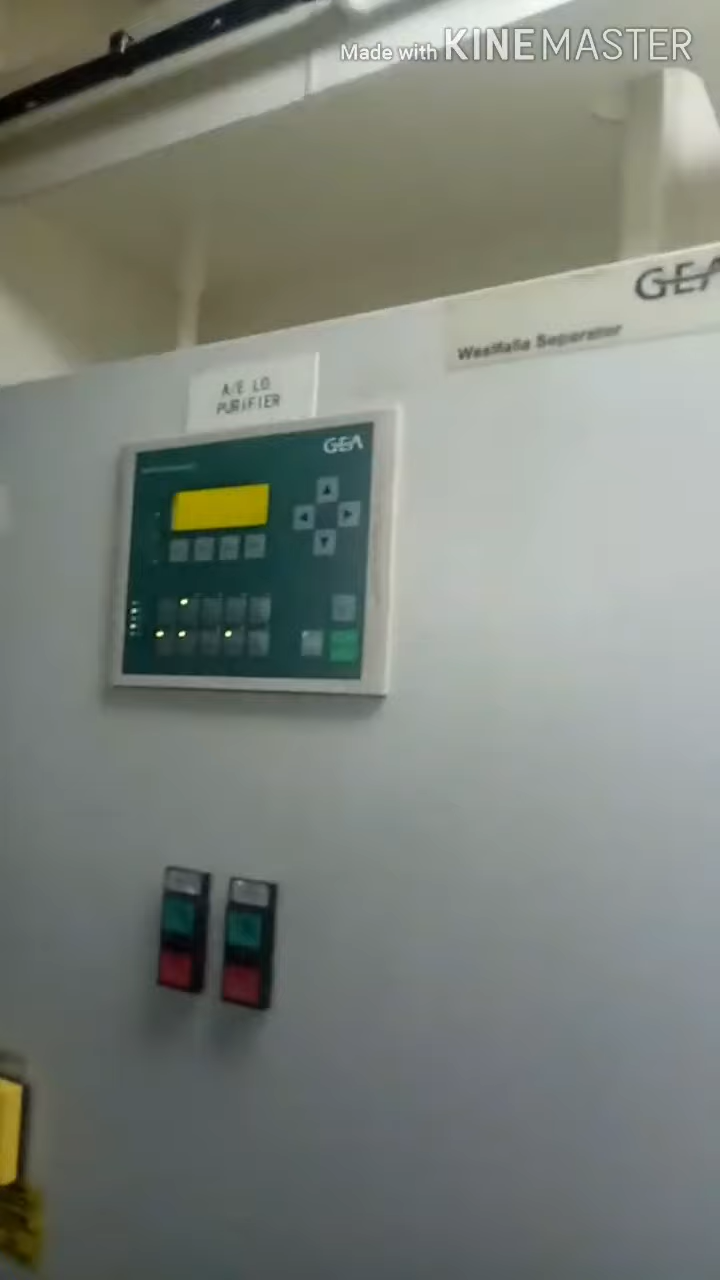 Made with KINEMASTER
GEA
Westfalia Separator
A/E LO
PURIFIER
GEA